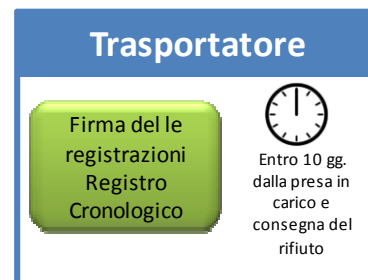 Trasportatore
Firma del le
registrazioni
Registro
Cronologico
Entro 10 gg.
dalla presa in
carico e
consegna del
rifiuto